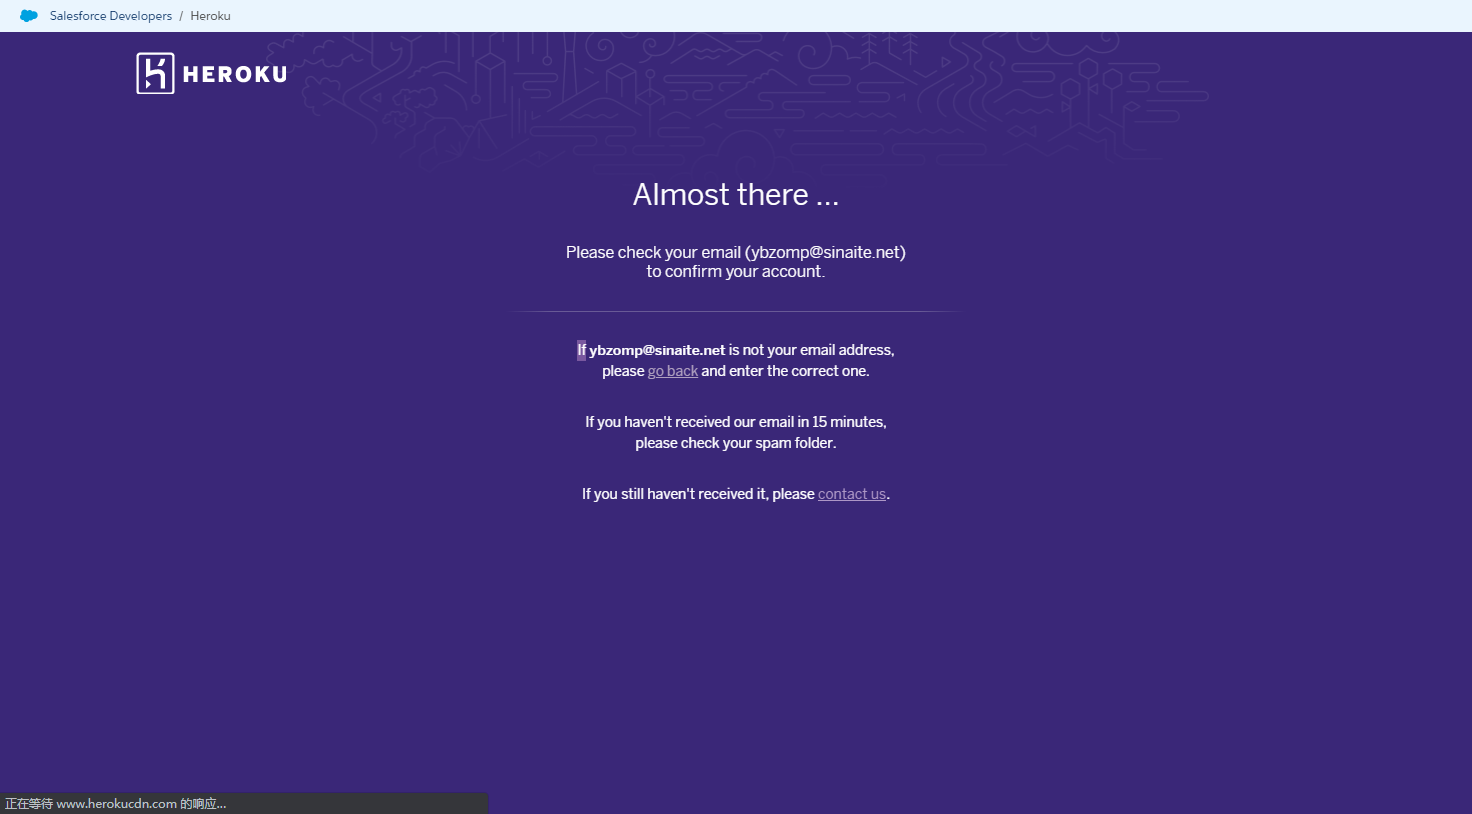 Salesforce Developers / Heroku
HEROKU
Almost there ...
Please check your email (ybzomp@sinaite.net)
to confirm your account.
If ybzomp@sinaite.net is not your email address,
please go back and enter the correct one.
If you haven't received our email in 15 minutes,
please check your spam folder.
If you still haven't received it, please contact us.
正在等待 www.herokucdn.com 的响应...